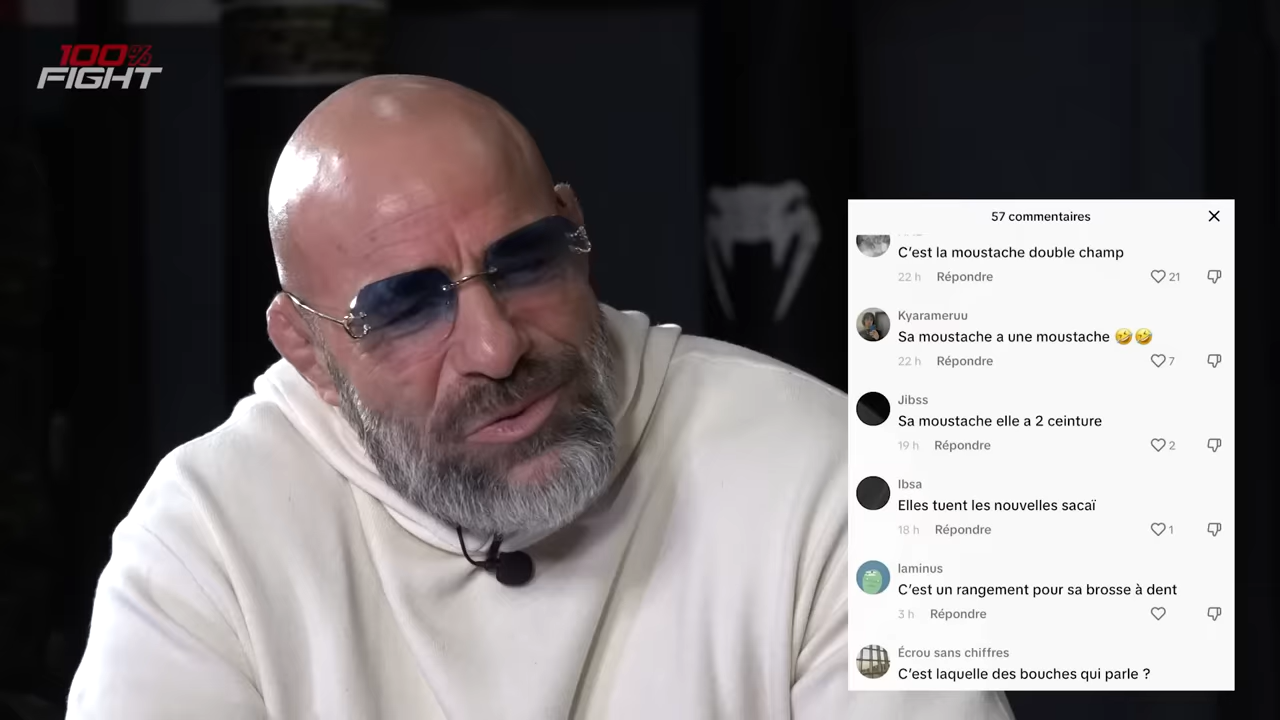 100%
FIGHT
57 commentaires
C'est la moustache double champ
22 h Répondre 21
Kyarameruu
Sa moustache a une moustache 🤣🤣
22 h Répondre 7
Jibss
Sa moustache elle a 2 ceinture
19 h Répondre 2
Ibsa
Elles tuent les nouvelles sacaï
18 h Répondre 1
laminus
C'est un rangement pour sa brosse à dent
3 h Répondre
Écrou sans chiffres
C'est laquelle des bouches qui parle ?